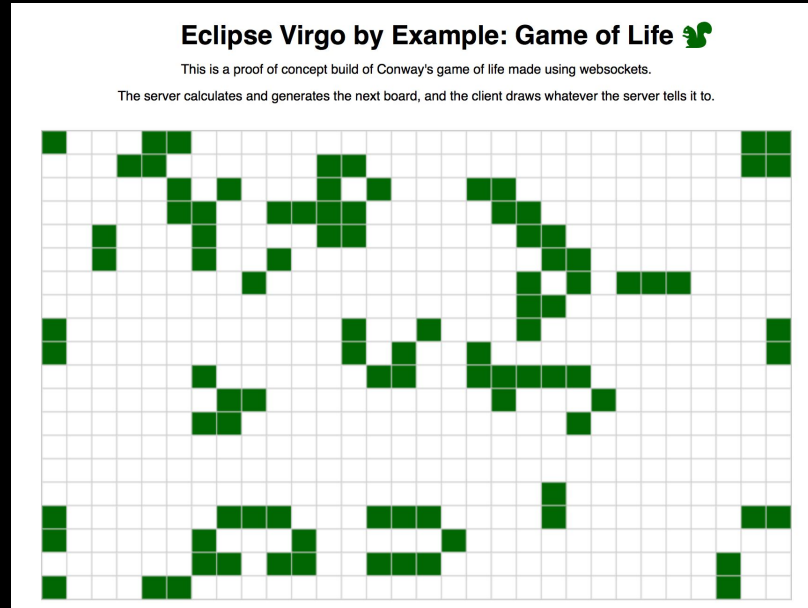 Eclipse Virgo by Example: Game of Life
This is a proof of concept build of Conway's game of life made using websockets.
The server calculates and generates the next board, and the client draws whatever the server tells it to.